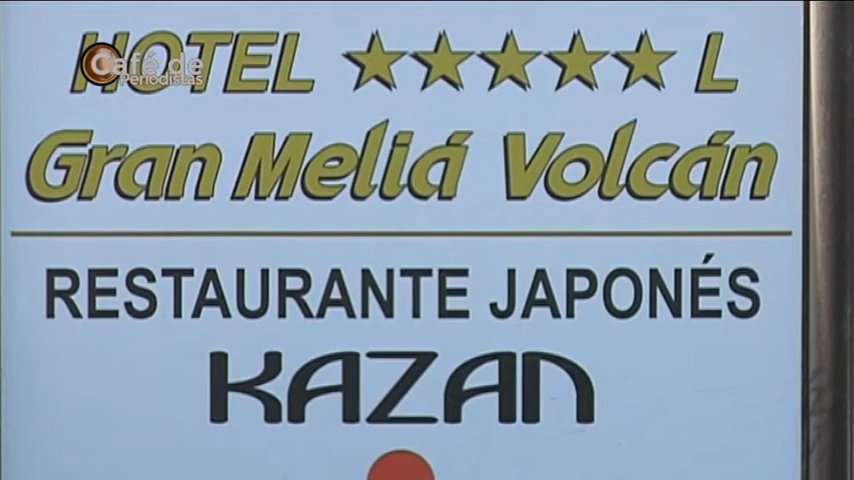 HOTEL ★★★★★ L
Café de
Periodistas
Gran Meliá Volcán
RESTAURANTE JAPONÉS
KAZAN